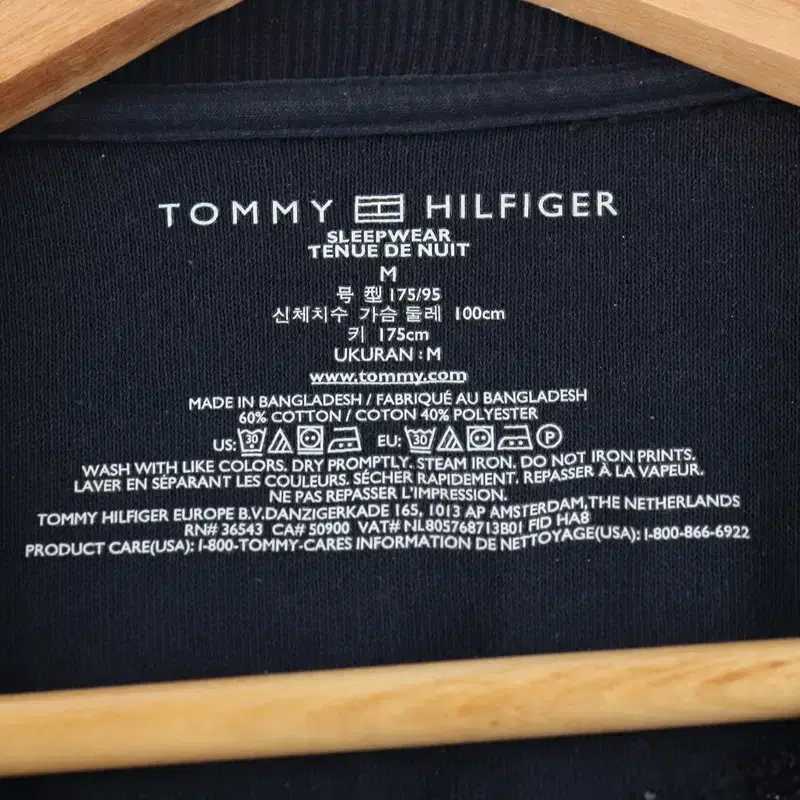 TOMMY HILFIGER
SLEEPWEAR
TENUE DE NUIT
M
号 型 175/95
신체치수 가슴 둘레 100cm
키 175cm
UKURAN : M
www.tommy.com
MADE IN BANGLADESH / FABRIQUÉ AU BANGLADESH
60% COTTON / COTON 40% POLYESTER
US: 30 EU: 30 P
WASH WITH LIKE COLORS. DRY PROMPTLY. STEAM IRON. DO NOT IRON PRINTS.
LAVER EN SÉPARANT LES COULEURS. SÉCHER RAPIDEMENT. REPASSER À LA VAPEUR.
NE PAS REPASSER L'IMPRESSION.
TOMMY HILFIGER EUROPE B.V. DANZIGERKADE 165, 1013 AP AMSTERDAM, THE NETHERLANDS
RN# 36543 CA# 50900 VAT# NL805768713B01 FID HA8
PRODUCT CARE(USA): 1-800-TOMMY-CARES INFORMATION DE NETTOYAGE(USA): 1-800-866-6922